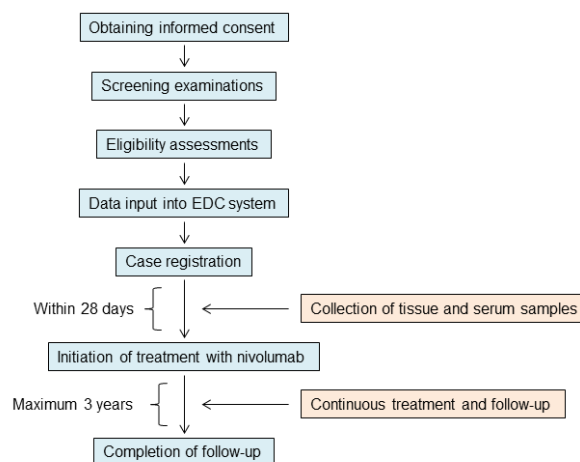 Obtaining informed consent
Screening examinations
Eligibility assessments
Data input into EDC system
Case registration
Within 28 days
Collection of tissue and serum samples
Initiation of treatment with nivolumab
Maximum 3 years
Continuous treatment and follow-up
Completion of follow-up